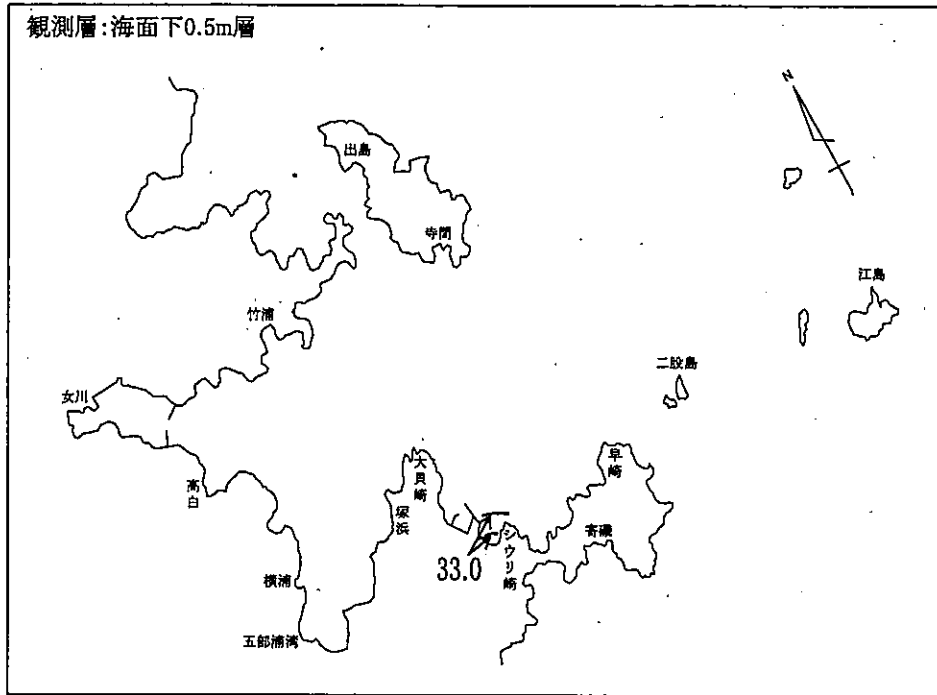 観測層:海面下0.5m層
N
出島
寺間
江島
竹浦
二股島
女川
大貝崎
早崎
高白
塚浜
寄磯
シウリ崎
33.0
横浦
五部浦湾